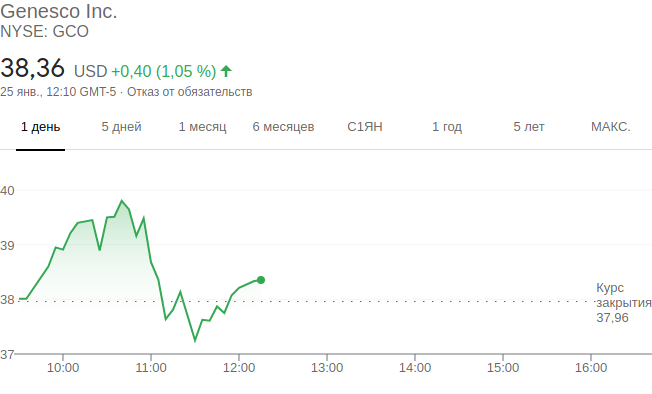 Genesco Inc.
NYSE: GCO
38,36 USD +0,40 (1,05 %)
25 янв., 12:10 GMT-5 · Отказ от обязательств
1 день 5 дней 1 месяц 6 месяцев С1ЯН 1 год 5 лет МАКС.
40
39
38
37
Курс
закрытия
37,96
10:00 11:00 12:00 13:00 14:00 15:00 16:00